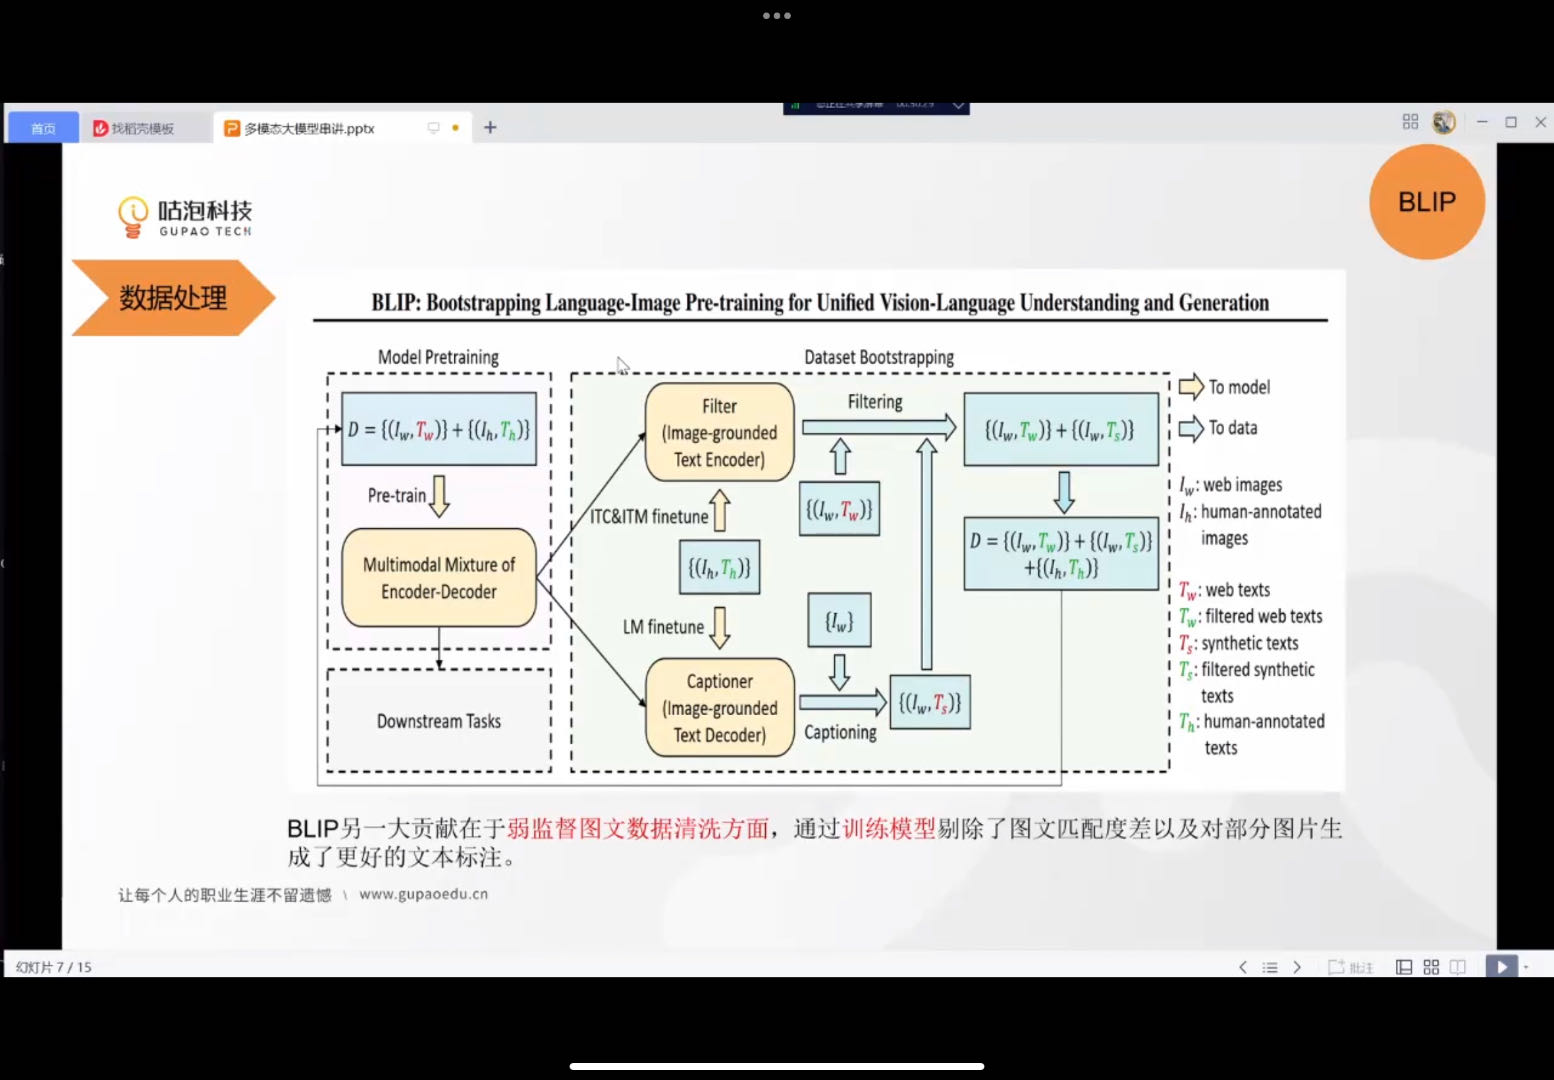 首页
找稻壳模板
多模态大模型串讲.pptx
咕泡科技
GUPAO TECH
BLIP
数据处理
BLIP: Bootstrapping Language-Image Pre-training for Unified Vision-Language Understanding and Generation
Model Pretraining
Dataset Bootstrapping
D = {(I_w, T_w)} + {(I_h, T_h)}
Pre-train
Multimodal Mixture of
Encoder-Decoder
Downstream Tasks
Filter
(Image-grounded
Text Encoder)
ITC&ITM finetune
{(I_h, T_h)}
LM finetune
Captioner
(Image-grounded
Text Decoder)
Filtering
{(I_w, T_w)}
{I_w}
Captioning
{(I_w, T_s)}
{(I_w, T_w)} + {(I_w, T_s)}
D = {(I_w, T_w)} + {(I_w, T_s)}
+{(I_h, T_h)}
To model
To data
I_w: web images
I_h: human-annotated
images
T_w: web texts
T_w: filtered web texts
T_s: synthetic texts
T_s: filtered synthetic
texts
T_h: human-annotated
texts
BLIP另一大贡献在于弱监督图文数据清洗方面，通过训练模型剔除了图文匹配度差以及对部分图片生
成了更好的文本标注。
让每个人的职业生涯不留遗憾 \ www.gupaoedu.cn
幻灯片 7 / 15
批注